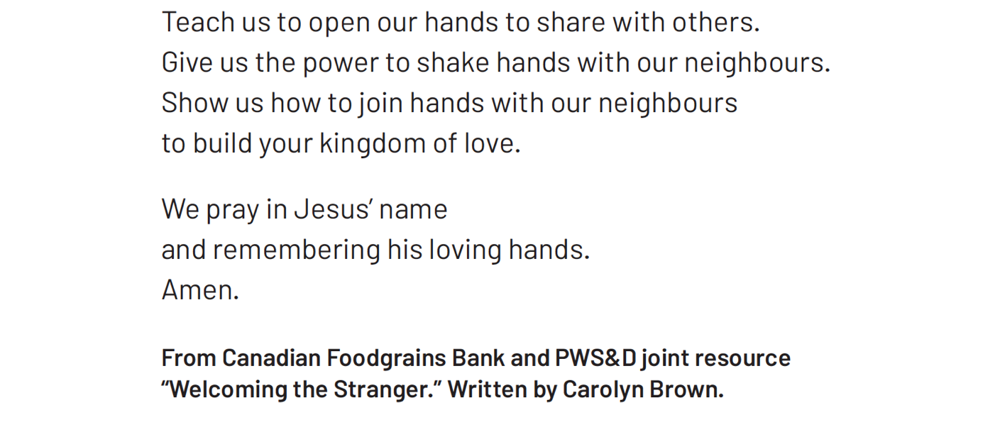 Teach us to open our hands to share with others.
Give us the power to shake hands with our neighbours.
Show us how to join hands with our neighbours
to build your kingdom of love.
We pray in Jesus’ name
and remembering his loving hands.
Amen.
From Canadian Foodgrains Bank and PWS&D joint resource
“Welcoming the Stranger.” Written by Carolyn Brown.